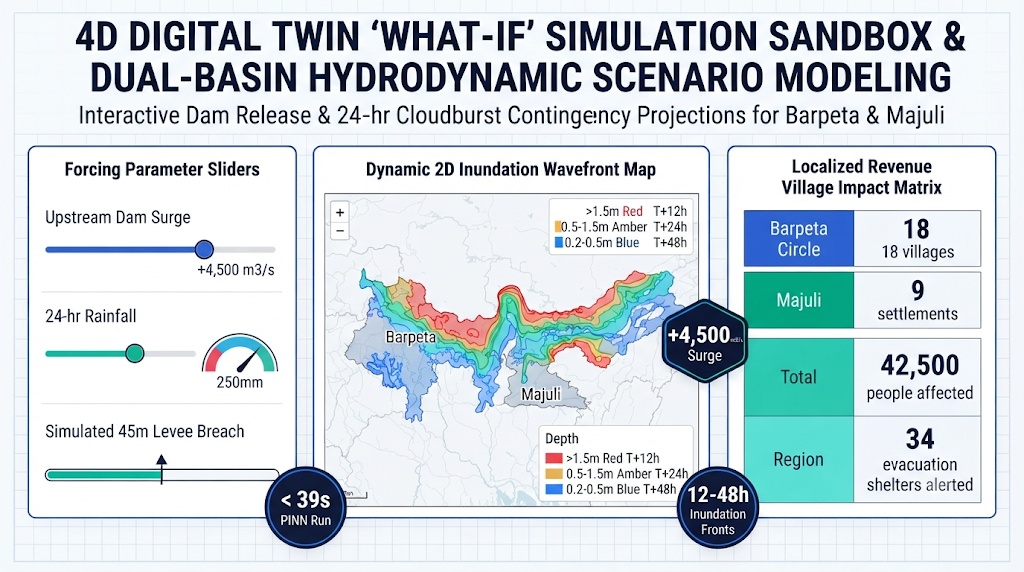 4D DIGITAL TWIN ‘WHAT-IF’ SIMULATION SANDBOX &
DUAL-BASIN HYDRODYNAMIC SCENARIO MODELING
Interactive Dam Release & 24-hr Cloudburst Contingency Projections for Barpeta & Majuli
Forcing Parameter Sliders
Upstream Dam Surge
+4,500 m3/s
24-hr Rainfall
250mm
Simulated 45m Levee Breach
< 39s
PINN Run
Dynamic 2D Inundation Wavefront Map
+
−
>1.5m Red T+12h
0.5-1.5m Amber T+24h
0.2-0.5m Blue T+48h
Barpeta
Majuli
+4,500
Surge
Depth
>1.5m Red T+12h
0.5-1.5m Amber T+24h
0.2-0.5m Blue T+48h
12-48h
Inundation
Fronts
Localized Revenue
Village Impact Matrix
Barpeta
Circle
18
18 villages
Majuli
9
settlements
Total
42,500
people affected
Region
34
evacuation
shelters alerted